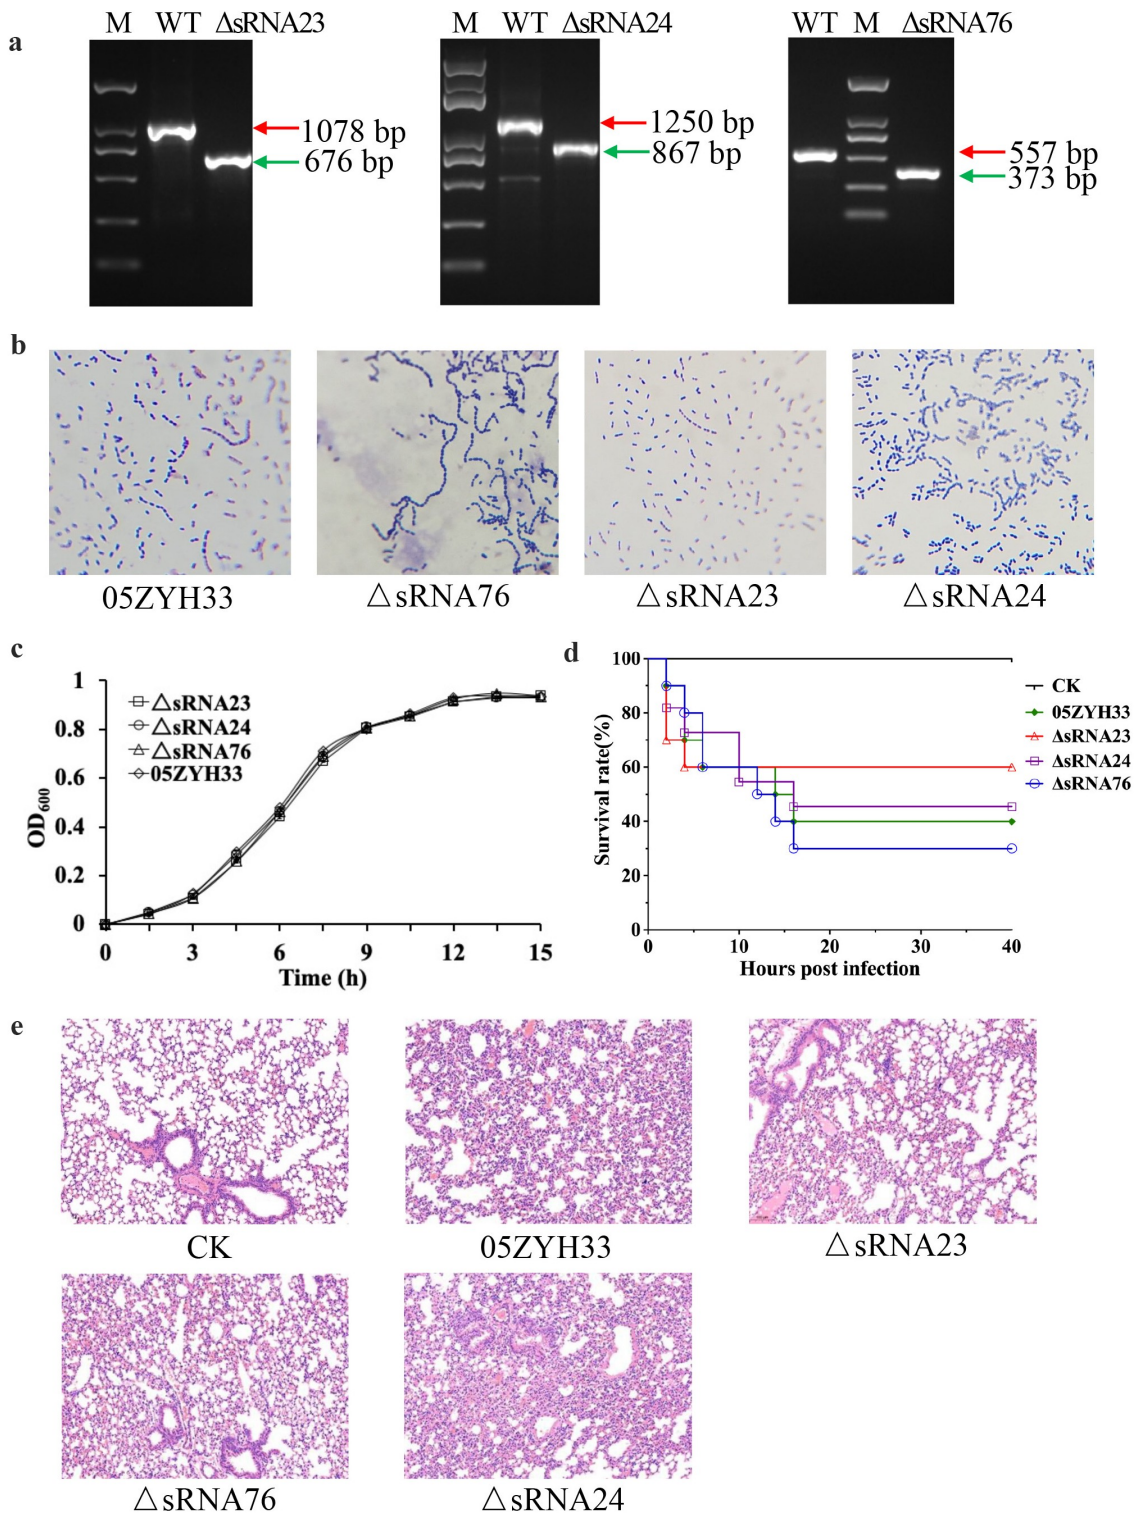 a
M WT ΔsRNA23
M WT ΔsRNA24
WT M ΔsRNA76
1078 bp
676 bp
1250 bp
867 bp
557 bp
373 bp
b
05ZYH33
△sRNA76
△sRNA23
△sRNA24
c
1
0.8
0.6
0.4
0.2
0
OD600
△sRNA23
△sRNA24
△sRNA76
05ZYH33
0 3 6 9 12 15
Time (h)
d
100
80
60
40
20
0
Survival rate(%)
0 10 20 30 40
Hours post infection
CK
05ZYH33
ΔsRNA23
ΔsRNA24
ΔsRNA76
e
CK
05ZYH33
△sRNA23
△sRNA76
△sRNA24